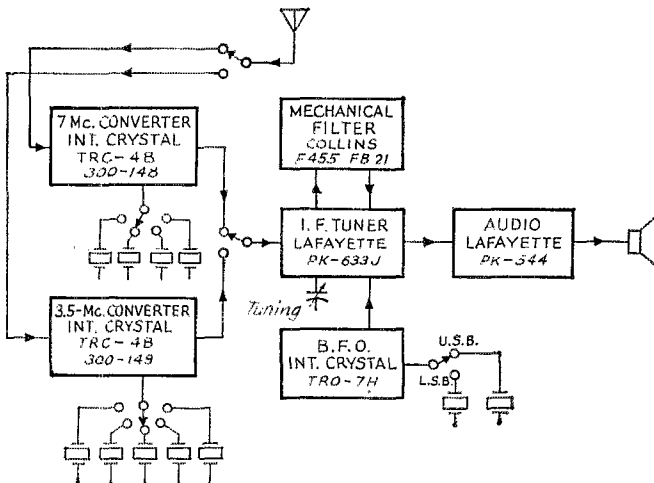 7 Mc. CONVERTER
INT. CRYSTAL
TRC-4B
300-148
MECHANICAL
FILTER
COLLINS
F455 FB 21
I. F. TUNER
LAFAYETTE
PK-633J
AUDIO
LAFAYETTE
PK-544
Tuning
3.5-Mc. CONVERTER
INT. CRYSTAL
TRC-4B
300-149
B.F.O.
INT. CRYSTAL
TRO-7H
U.S.B.
L.S.B.